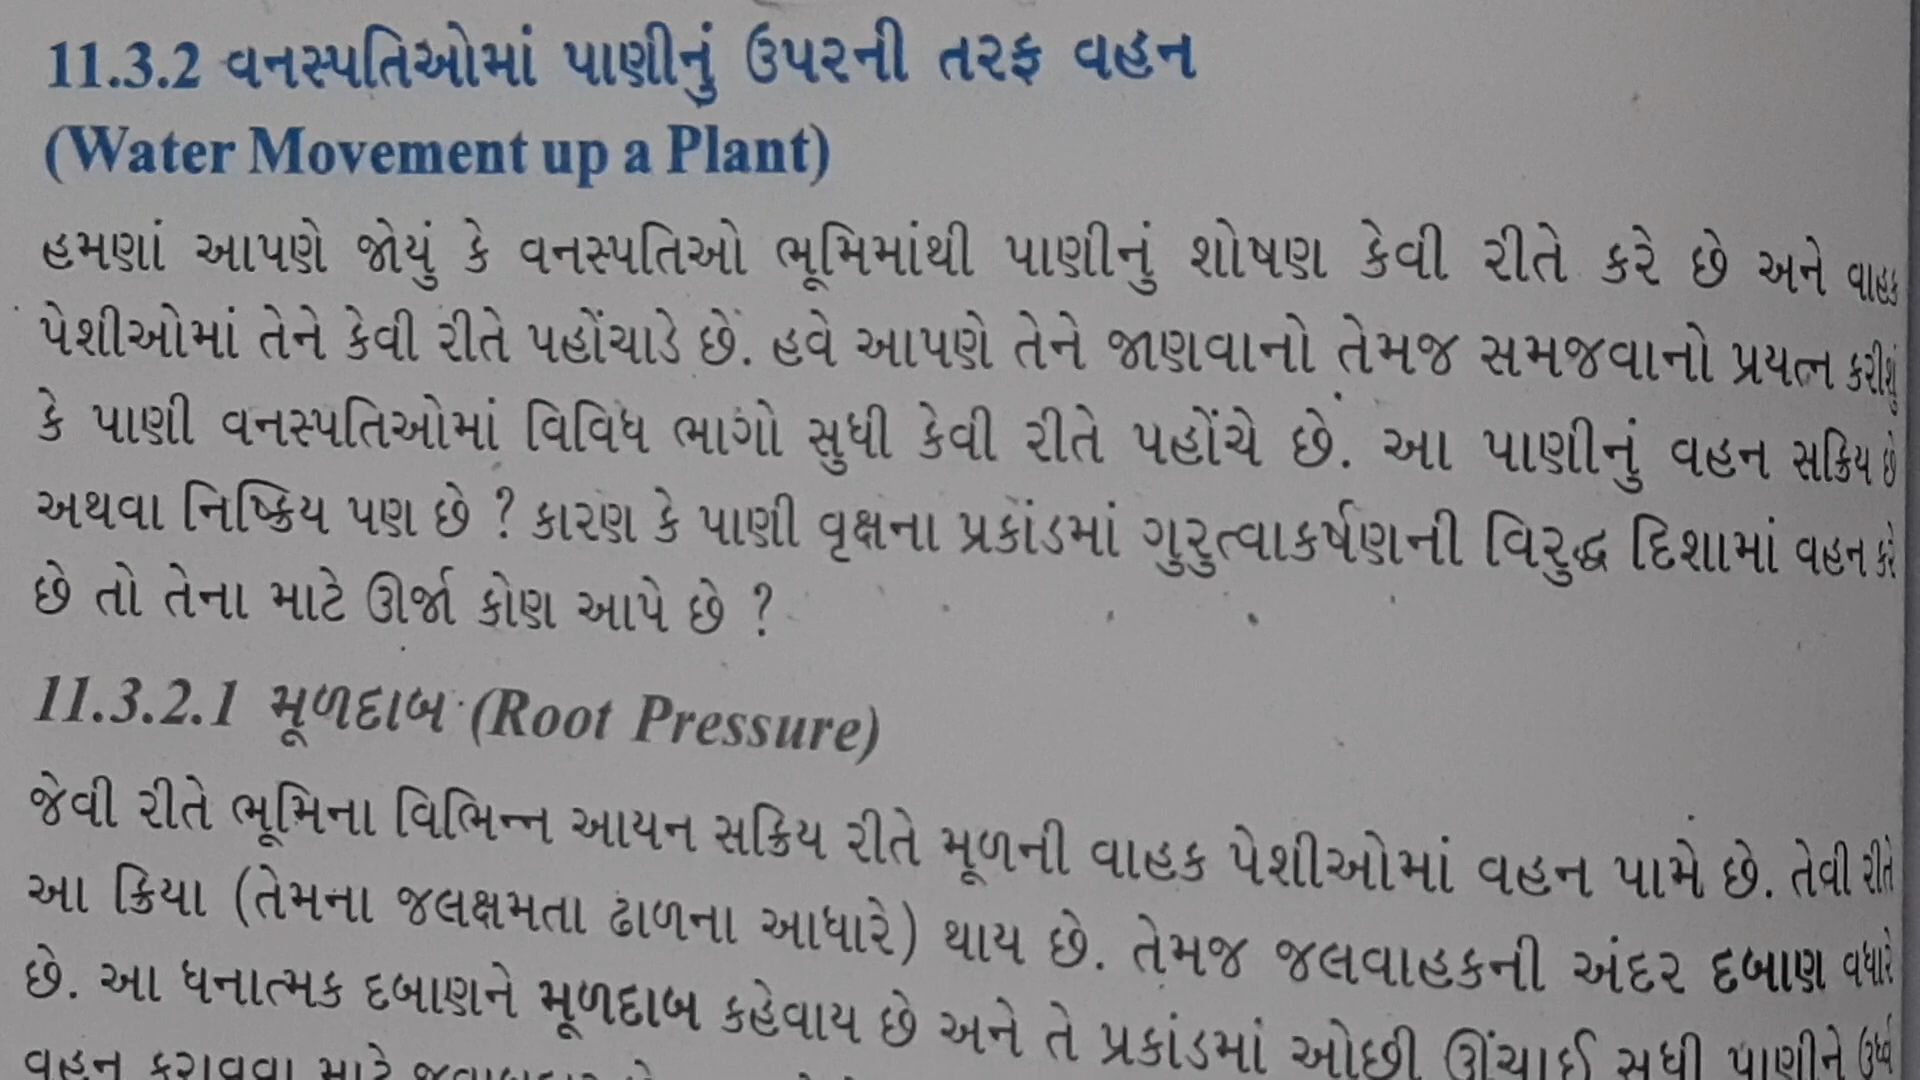 11.3.2 વનસ્પતિઓમાં પાણીનું ઉપરની તરફ વહન
(Water Movement up a Plant)
હમણાં આપણે જોયું કે વનસ્પતિઓ ભૂમિમાંથી પાણીનું શોષણ કેવી રીતે કરે છે અને વાહક
પેશીઓમાં તેને કેવી રીતે પહોંચાડે છે. હવે આપણે તેને જાણવાનો તેમજ સમજવાનો પ્રયત્ન કરીશું
કે પાણી વનસ્પતિઓમાં વિવિધ ભાગો સુધી કેવી રીતે પહોંચે છે. આ પાણીનું વહન સક્રિય છે
અથવા નિષ્ક્રિય પણ છે ? કારણ કે પાણી વૃક્ષના પ્રકાંડમાં ગુરુત્વાકર્ષણની વિરુદ્ધ દિશામાં વહન કરે
છે તો તેના માટે ઊર્જા કોણ આપે છે ?
11.3.2.1 મૂળદાબ (Root Pressure)
જેવી રીતે ભૂમિના વિભિન્ન આયન સક્રિય રીતે મૂળની વાહક પેશીઓમાં વહન પામે છે. તેવી રીતે
આ ક્રિયા (તેમના જલક્ષમતા ઢાળના આધારે) થાય છે. તેમજ જલવાહકની અંદર દબાણ વધારે
છે. આ ધનાત્મક દબાણને મૂળદાબ કહેવાય છે અને તે પ્રકાંડમાં ઓછી ઊંચાઈ સુધી પાણીને ઉર્ધ્વ
વહન કરાવવા માટે